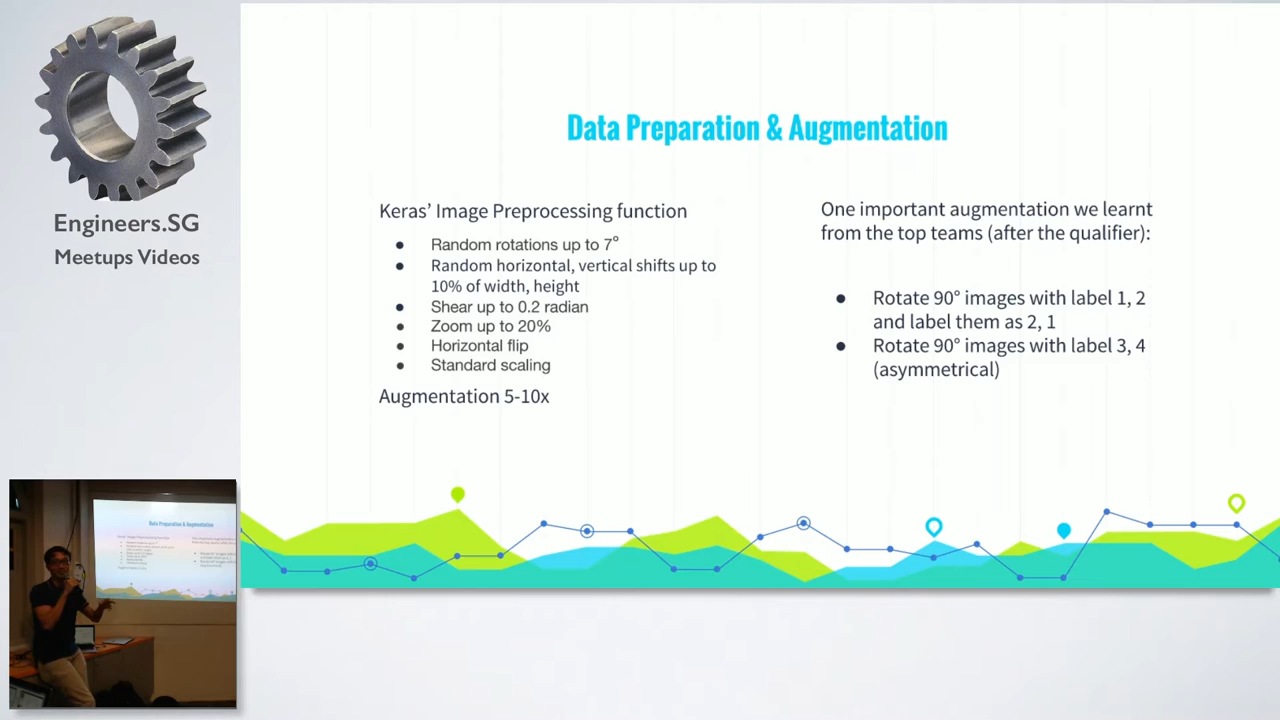 Engineers.SG
Meetups Videos
Data Preparation & Augmentation
Keras’ Image Preprocessing function
● Random rotations up to 7°
● Random horizontal, vertical shifts up to
10% of width, height
● Shear up to 0.2 radian
● Zoom up to 20%
● Horizontal flip
● Standard scaling
Augmentation 5-10x
One important augmentation we learnt
from the top teams (after the qualifier):
● Rotate 90° images with label 1, 2
and label them as 2, 1
● Rotate 90° images with label 3, 4
(asymmetrical)
Data Preparation & Augmentation